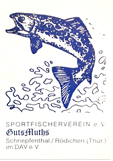 SPORTFISCHERVEREIN e.V.
GutsMuths
Schnepfenthal / Rödichen (Thür.)
im DAV e.V.